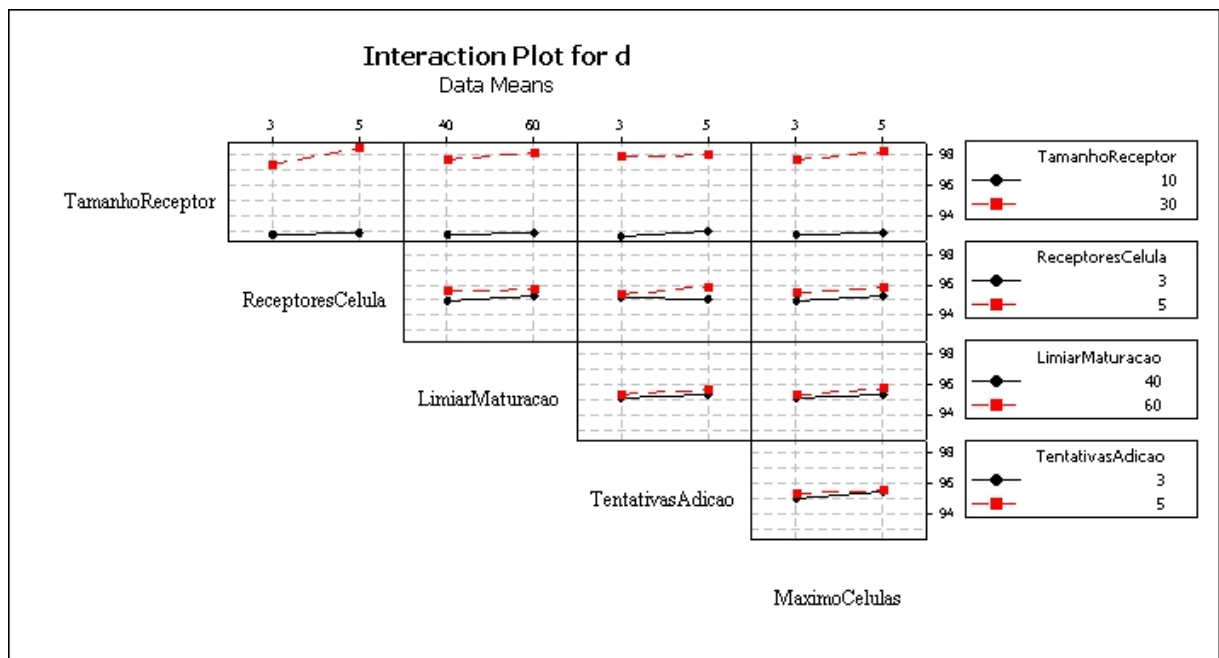 Interaction Plot for d
Data Means
3 5 40 60 3 5 3 5
TamanhoReceptor
98
96
94
TamanhoReceptor
10
30
ReceptoresCelula
98
96
94
ReceptoresCelula
3
5
LimiarMaturacao
98
96
94
LimiarMaturacao
40
60
TentativasAdicao
98
96
94
TentativasAdicao
3
5
MaximoCelulas